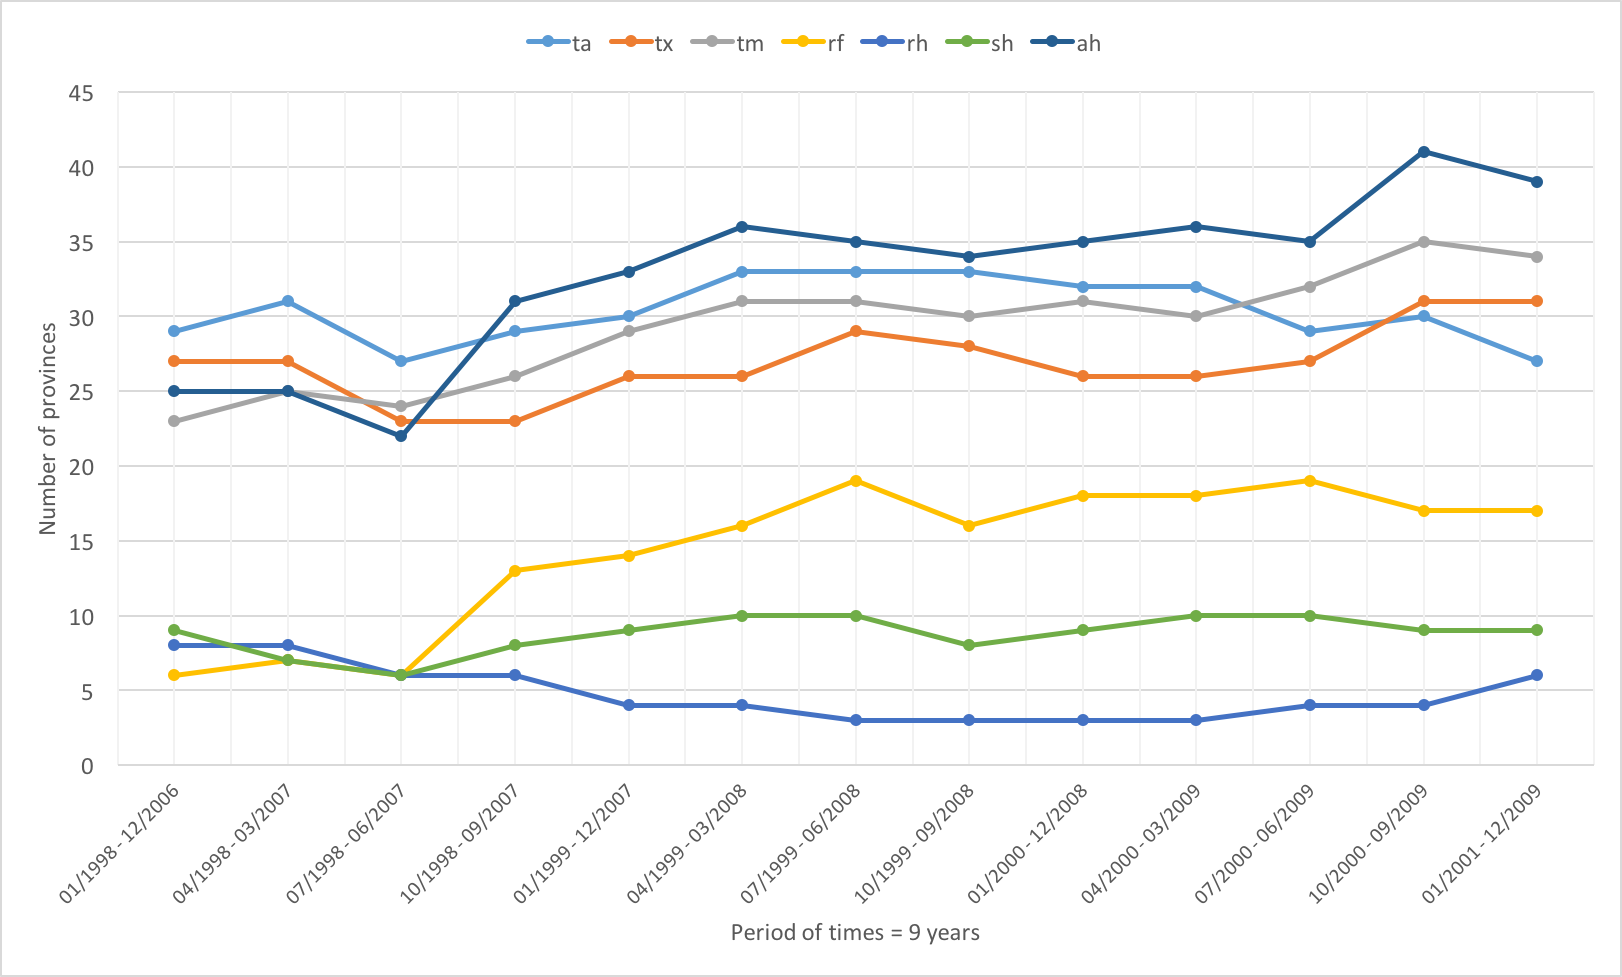 ta tx tm rf rh sh ah
45
40
35
30
25
20
15
10
5
0
Number of provinces
01/1998 - 12/2006
04/1998 - 03/2007
07/1998 - 06/2007
10/1998 - 09/2007
01/1999 - 12/2007
04/1999 - 03/2008
07/1999 - 06/2008
10/1999 - 09/2008
01/2000 - 12/2008
04/2000 - 03/2009
07/2000 - 06/2009
10/2000 - 09/2009
01/2001 - 12/2009
Period of times = 9 years